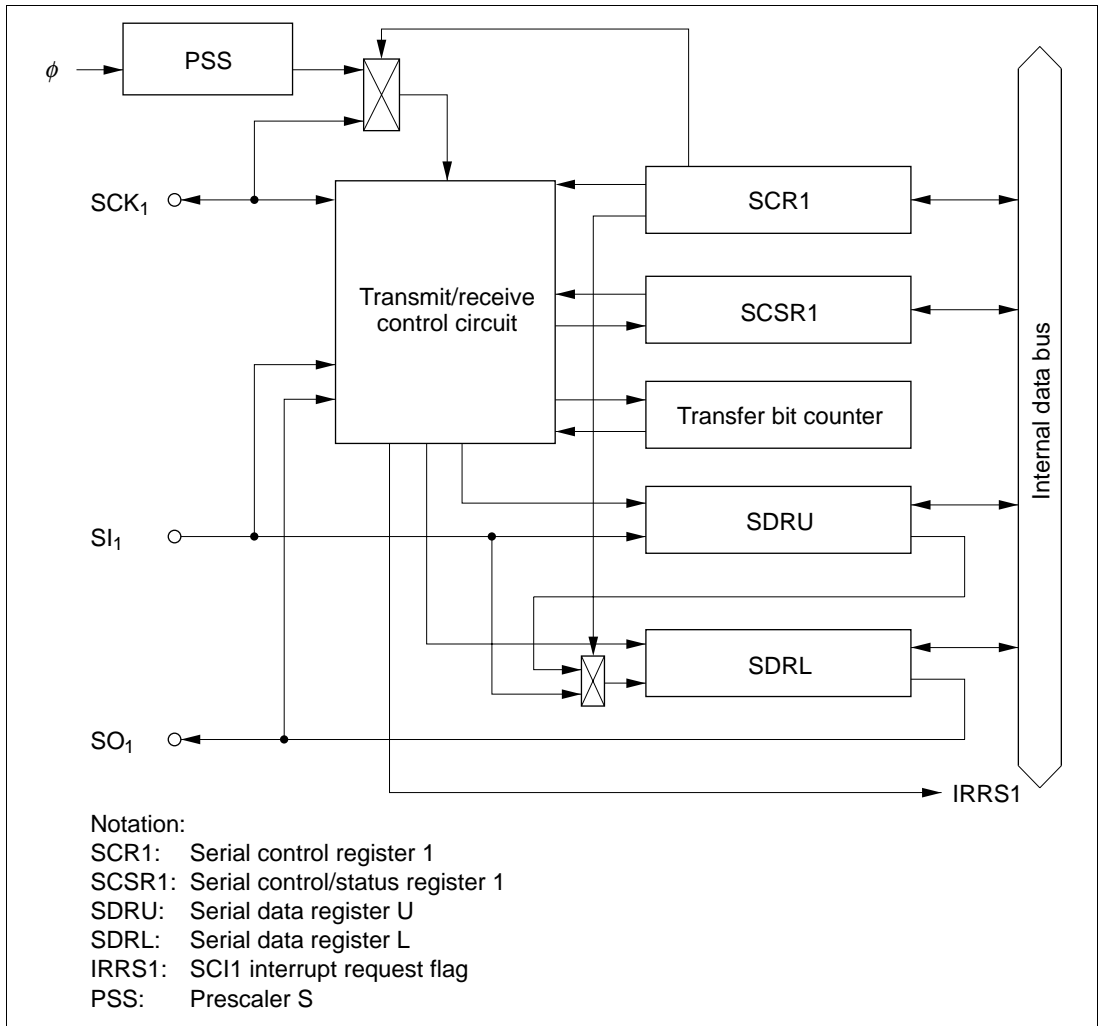 ϕ
PSS
SCK₁
SCR1
Transmit/receive
control circuit
SCSR1
Transfer bit counter
Internal data bus
SI₁
SDRU
SDRL
SO₁
IRRS1
Notation:
SCR1: Serial control register 1
SCSR1: Serial control/status register 1
SDRU: Serial data register U
SDRL: Serial data register L
IRRS1: SCI1 interrupt request flag
PSS: Prescaler S